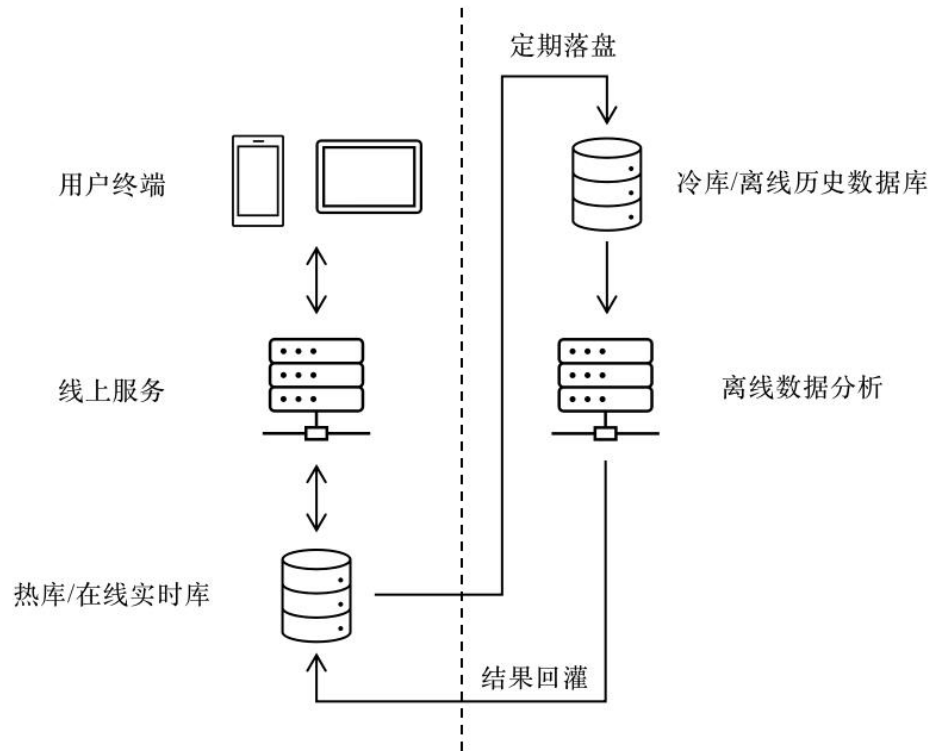 定期落盘
用户终端
冷库/离线历史数据库
线上服务
离线数据分析
热库/在线实时库
结果回灌